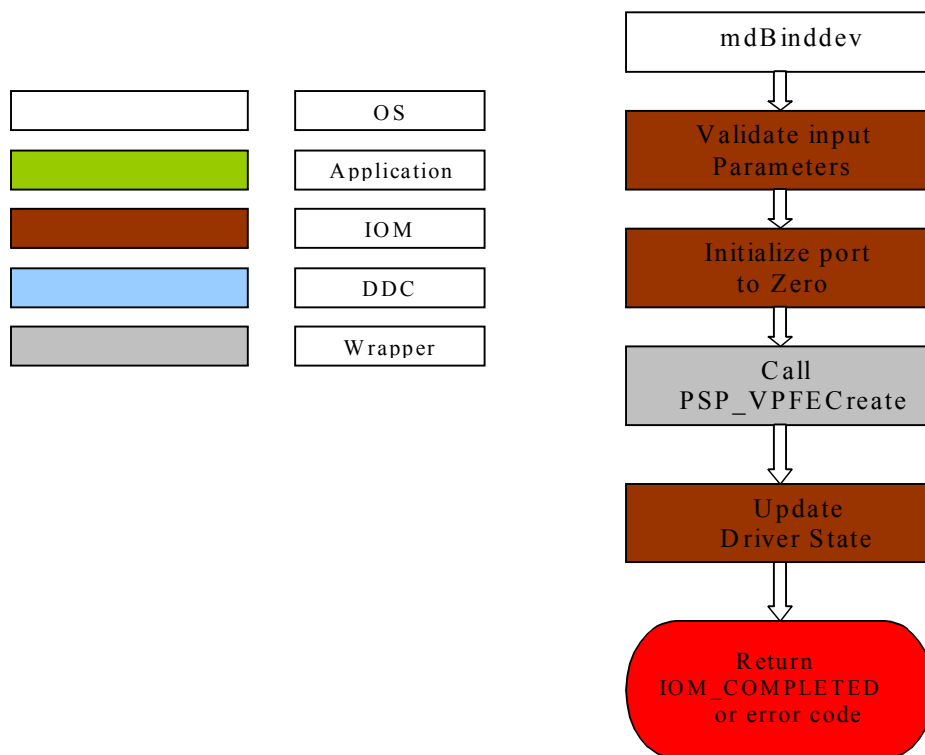 mdBinddev
OS
Application
IOM
DDC
Wrapper
Validate input
Parameters
Initialize port
to Zero
Call
PSP_VPFECreate
Update
Driver State
Return
IOM_COMPLETED
or error code